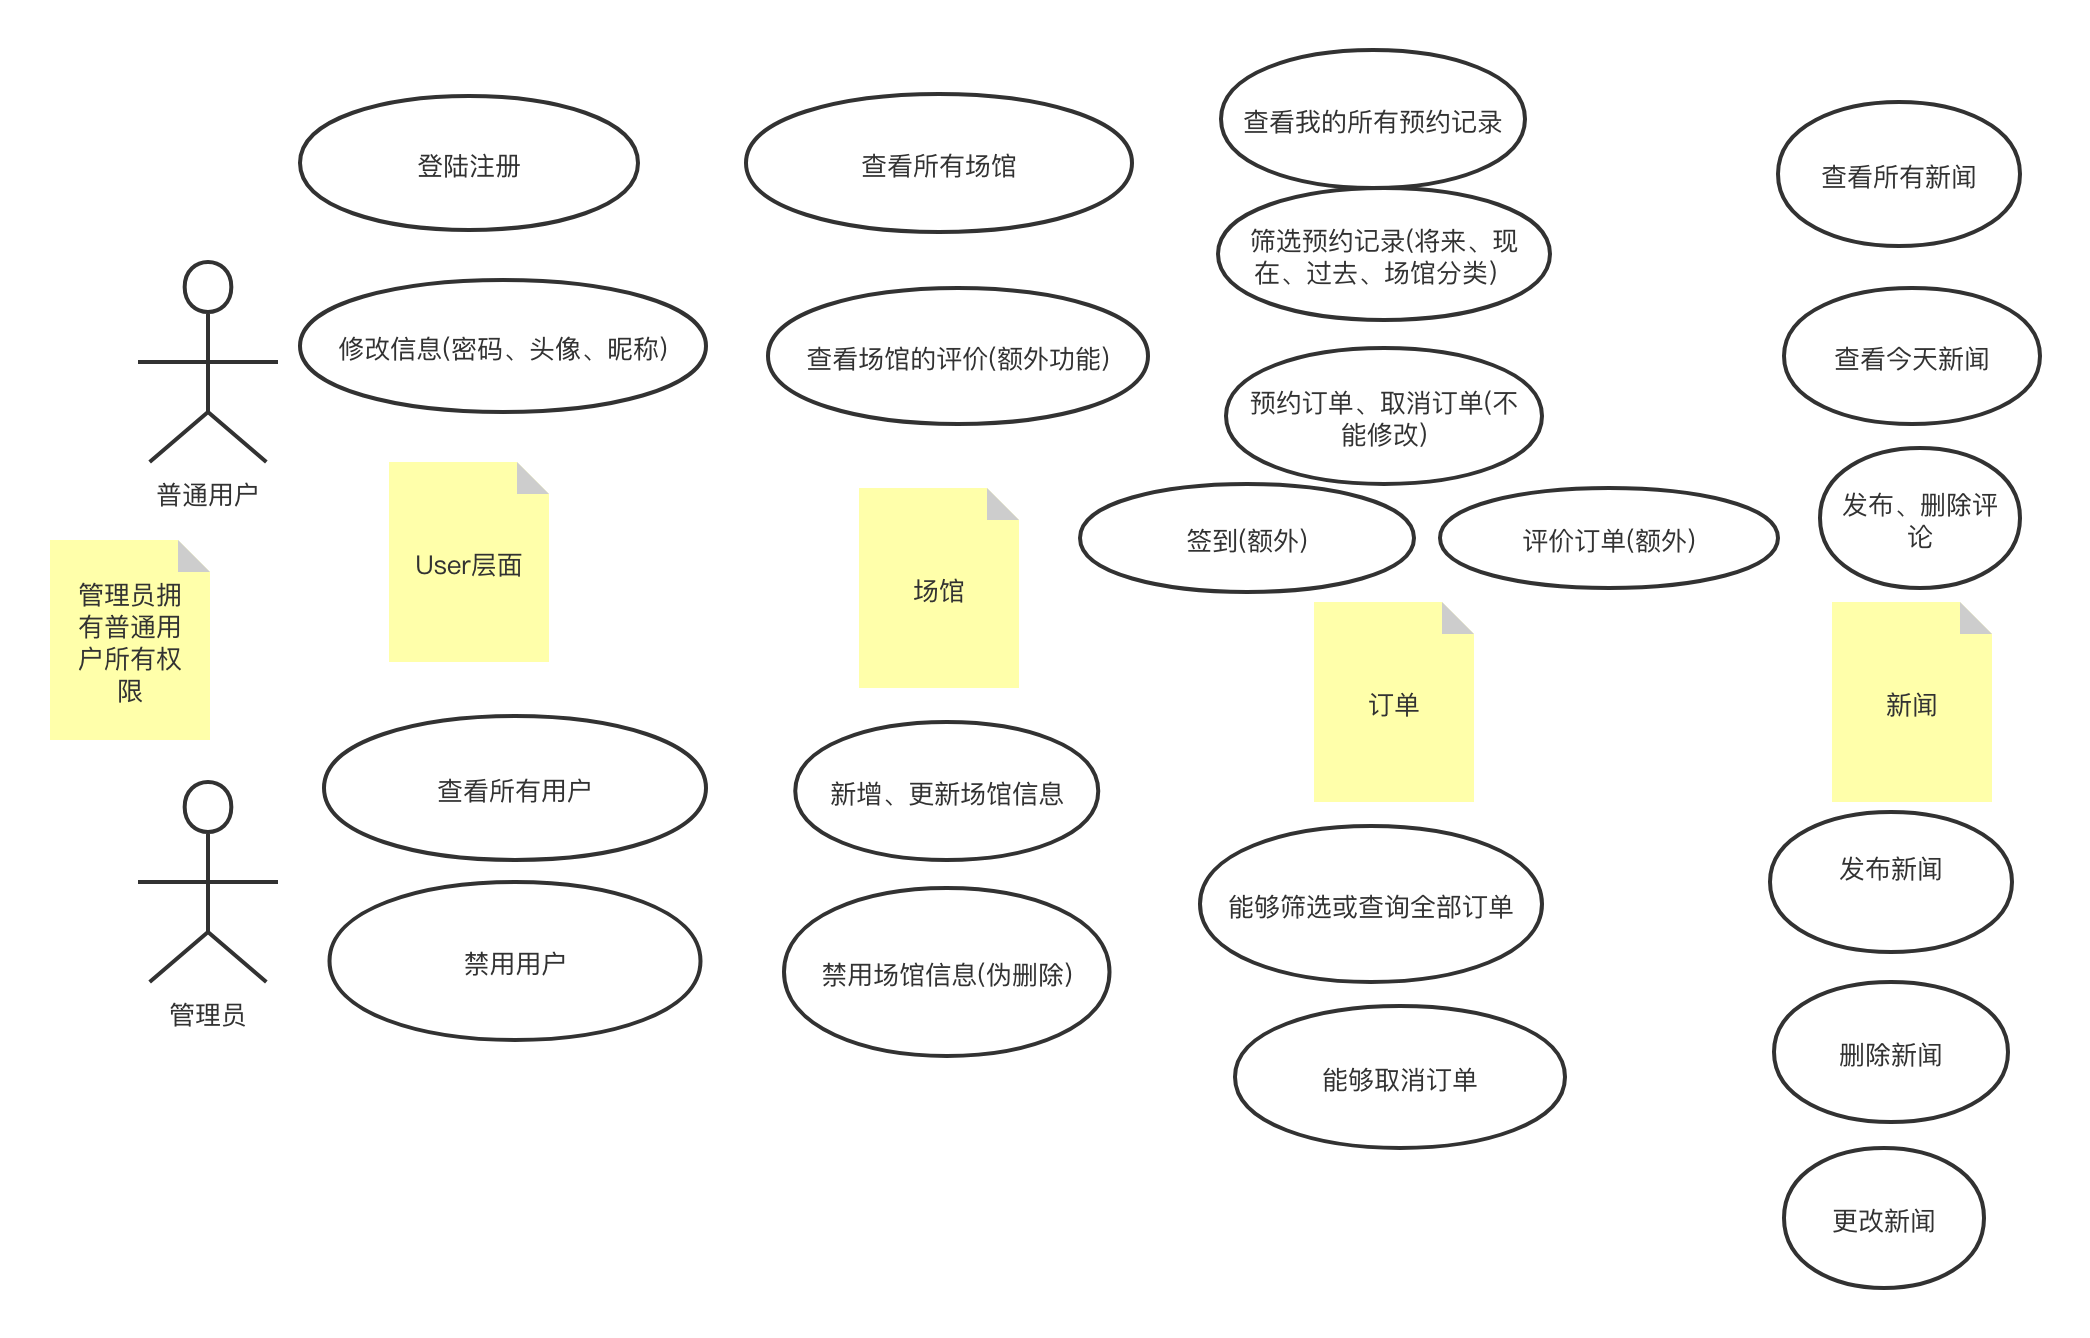 登陆注册
查看所有场馆
查看我的所有预约记录
查看所有新闻
筛选预约记录(将来、现
在、过去、场馆分类)
修改信息(密码、头像、昵称)
查看场馆的评价(额外功能)
查看今天新闻
预约订单、取消订单(不
能修改)
普通用户
发布、删除评
论
签到(额外)
评价订单(额外)
User层面
场馆
管理员拥
有普通用
户所有权
限
订单
新闻
查看所有用户
新增、更新场馆信息
发布新闻
能够筛选或查询全部订单
禁用用户
禁用场馆信息(伪删除)
管理员
删除新闻
能够取消订单
更改新闻